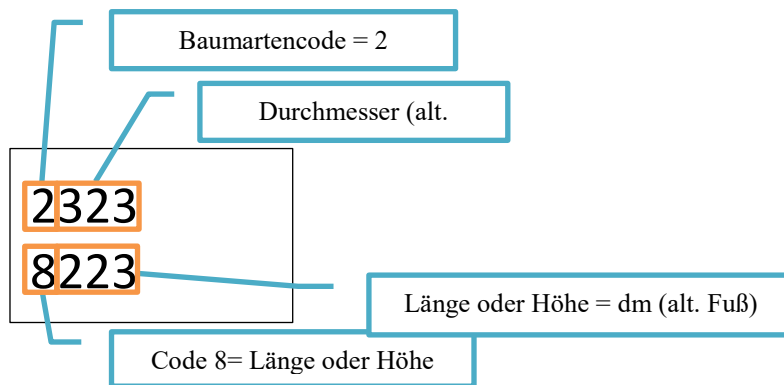 Baumartencode = 2
Durchmesser (alt.
2323
8223
Länge oder Höhe = dm (alt. Fuß)
Code 8= Länge oder Höhe